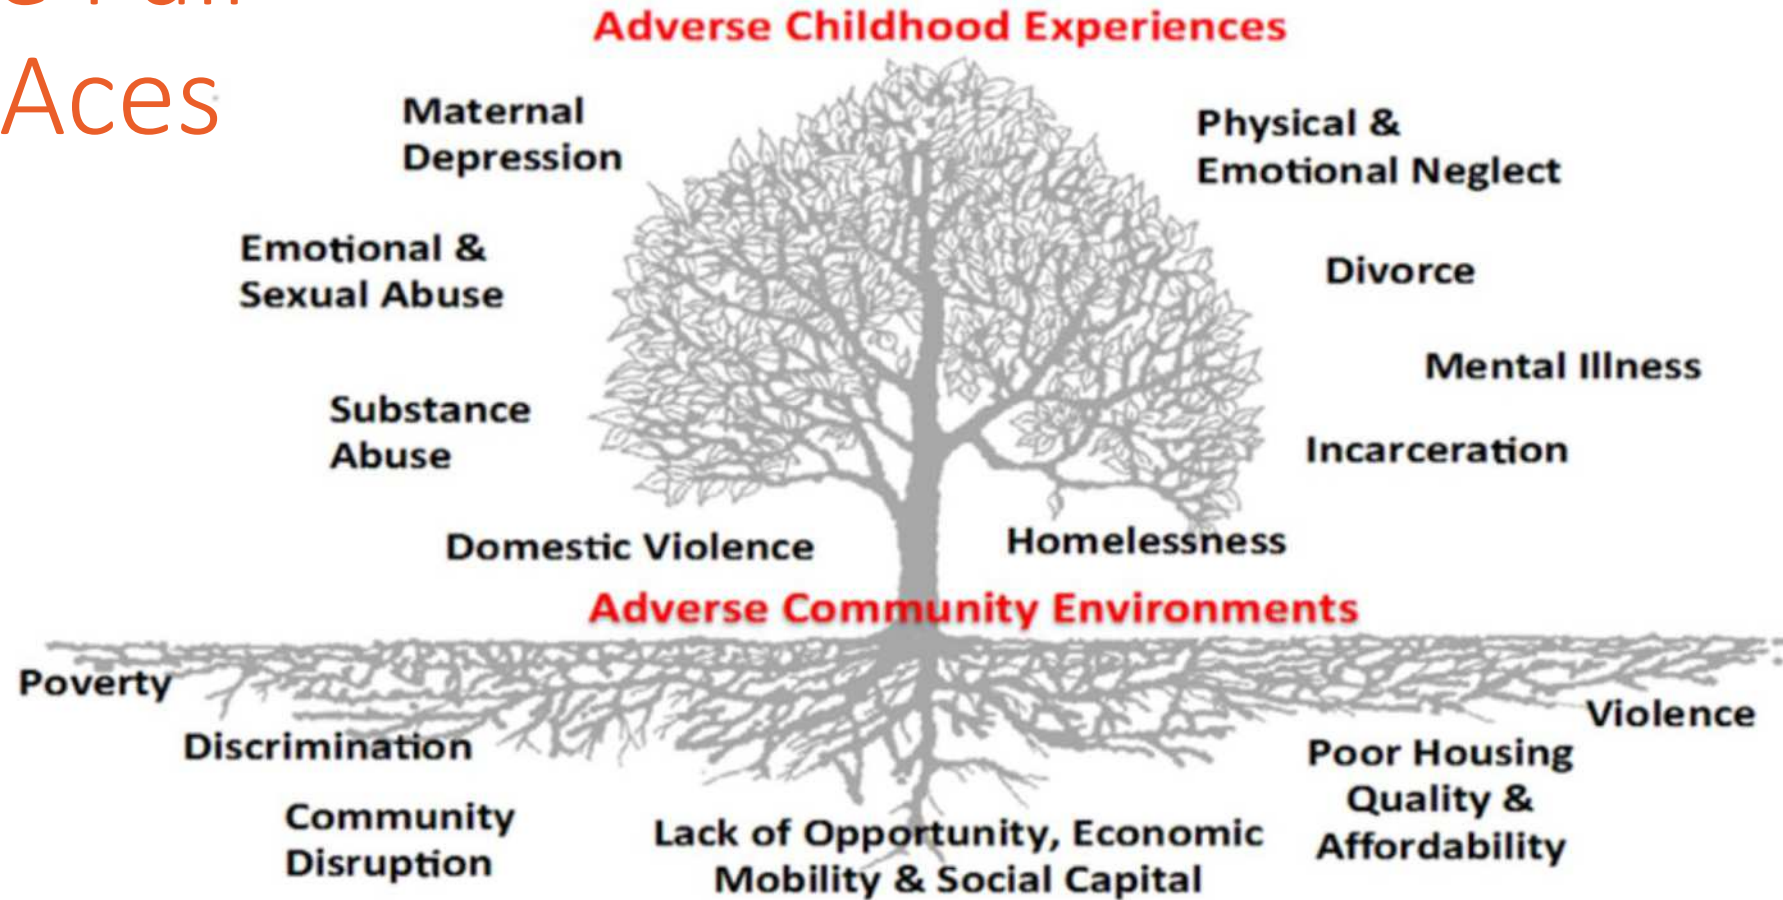 Aces
Adverse Childhood Experiences
Maternal
Depression
Physical &
Emotional Neglect
Emotional &
Sexual Abuse
Divorce
Mental Illness
Substance
Abuse
Incarceration
Domestic Violence
Homelessness
Adverse Community Environments
Poverty
Violence
Discrimination
Poor Housing
Quality &
Affordability
Community
Disruption
Lack of Opportunity, Economic
Mobility & Social Capital